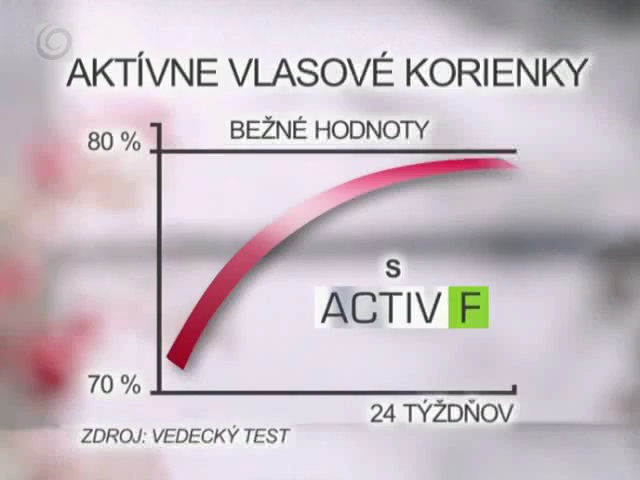 AKTÍVNE VLASOVÉ KORIENKY
BEŽNÉ HODNOTY
80 %
s
ACTIV F
70 %
24 TÝŽDŇOV
ZDROJ: VEDECKÝ TEST